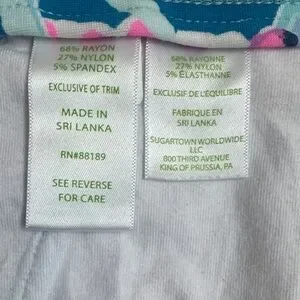 68% RAYON
27% NYLON
5% SPANDEX
EXCLUSIVE OF TRIM
MADE IN
SRI LANKA
RN#88189
SEE REVERSE
FOR CARE
68% RAYONNE
27% NYLON
5% ÉLASTHANNE
EXCLUSIF DE L'ÉQUILIBRE
FABRIQUE EN
SRI LANKA
SUGARTOWN WORLDWIDE
LLC
800 THIRD AVENUE
KING OF PRUSSIA, PA